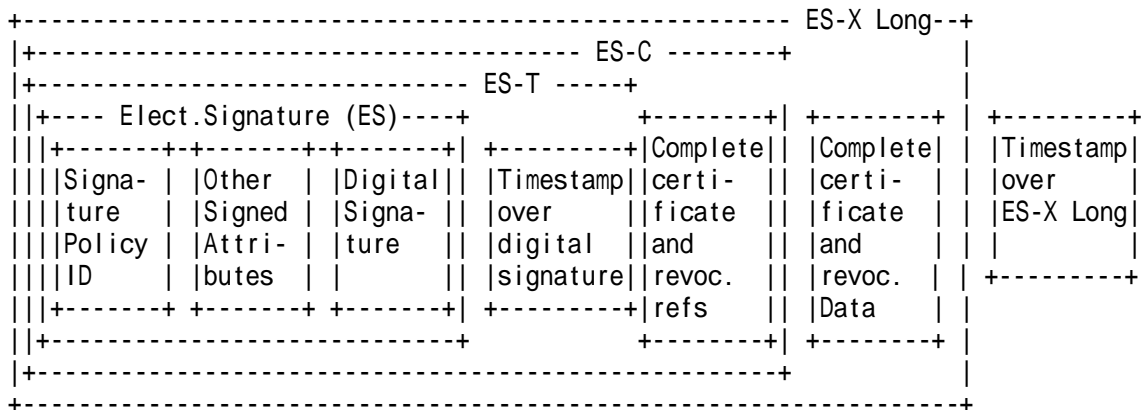 +------------------------------------------------------------- ES-X Long--+
|+-------------------------------------------- ES-C --------+              |
||+---------------------------------- ES-T -----+                          |
||+---- Elect.Signature (ES)----+            +--------+| +--------+ | +---------+
|||+-------+-+-------+-+-------+| +---------+|Complete|| |Complete| | |Timestamp|
||||Signa- | |Other  | |Digital|| |Timestamp||certi-  || |certi-  | | |over     |
||||ture   | |Signed | |Signa- || |over     ||ficate  || |ficate  | | |ES-X Long|
||||Policy | |Attri- | |ture   || |digital  ||and     || |and     | | |         |
||||ID     | |butes  | |       || |signature||revoc.  || |revoc.  | | +---------+
|||+-------+ +-------+ +-------+| +---------+|refs    || |Data    | |
||+-----------------------------+            +--------+| +--------+ |
|+-----------------------------------------------------+            |
+-------------------------------------------------------------------+